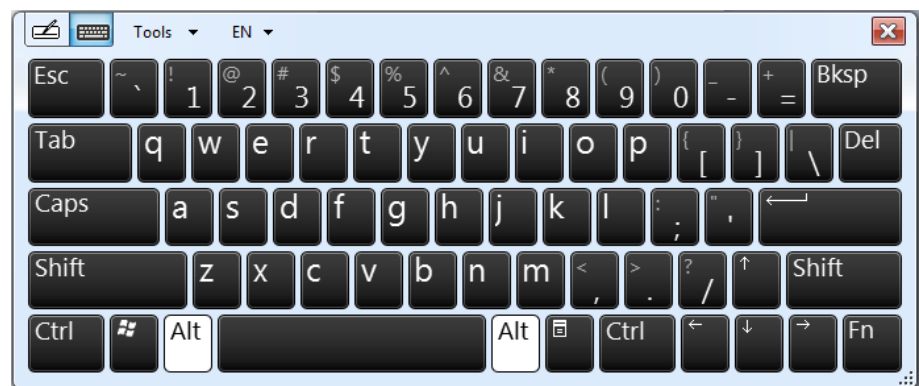 Tools EN
Esc ~ ` ! 1 @ 2 # 3 $ 4 % 5 ^ 6 & 7 * 8 ( 9 ) 0 _ - + = Bksp
Tab q w e r t y u i o p { [ } ] | \ Del
Caps a s d f g h j k l : ; " '
Shift z x c v b n m < , > . ? / ↑ Shift
Ctrl Alt Alt Ctrl ← ↓ → Fn